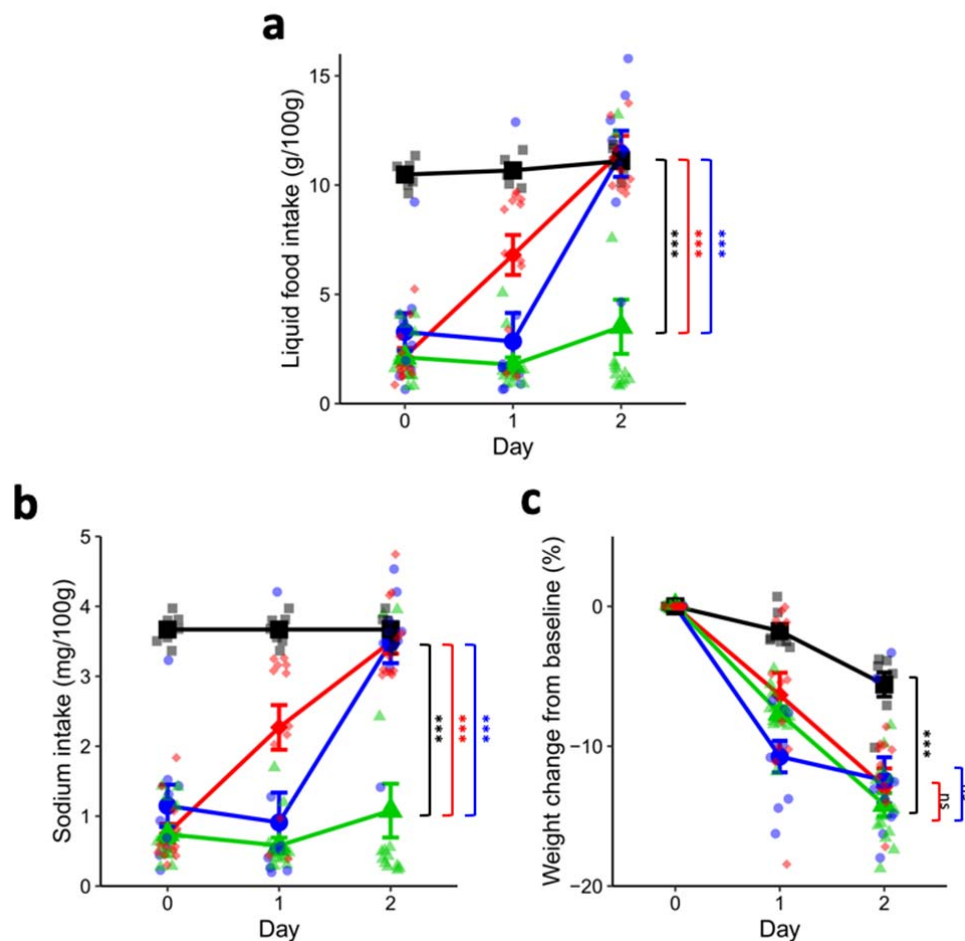 a
Liquid food intake (g/100g)
15
10
5
0
0 1 2
Day
***
***
***
b
Sodium intake (mg/100g)
5
4
3
2
1
0
0 1 2
Day
***
***
***
c
Weight change from baseline (%)
0
−10
−20
0 1 2
Day
***
ns